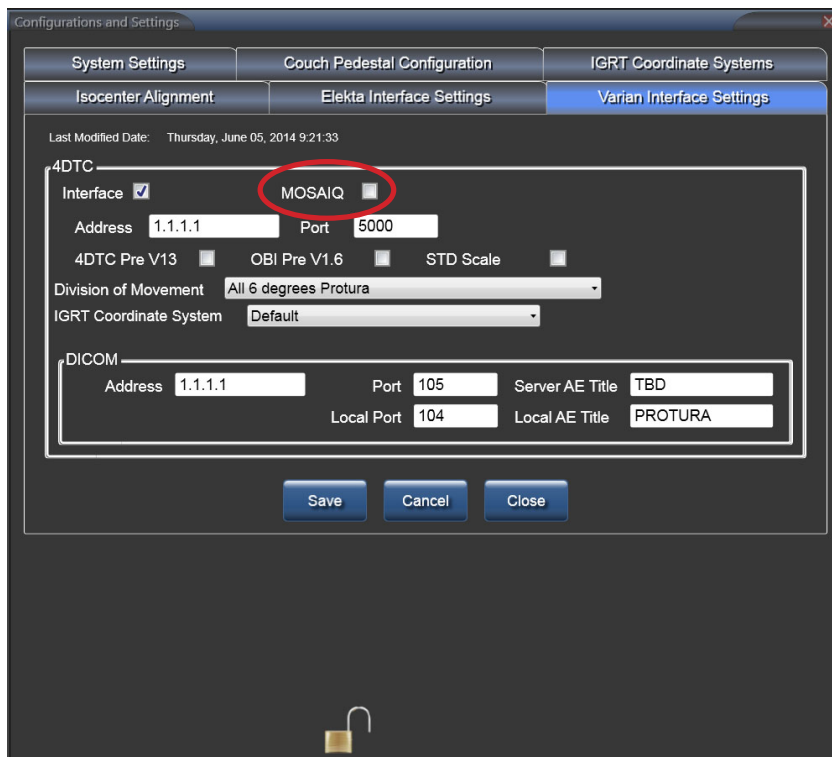 Configurations and Settings
System Settings Couch Pedestal Configuration IGRT Coordinate Systems
Isocenter Alignment Elekta Interface Settings Varian Interface Settings
Last Modified Date: Thursday, June 05, 2014 9:21:33
4DTC
Interface MOSAIQ
Address 1.1.1.1 Port 5000
4DTC Pre V13 OBI Pre V1.6 STD Scale
Division of Movement All 6 degrees Protura
IGRT Coordinate System Default
DICOM
Address 1.1.1.1 Port 105 Server AE Title TBD
Local Port 104 Local AE Title PROTURA
Save Cancel Close